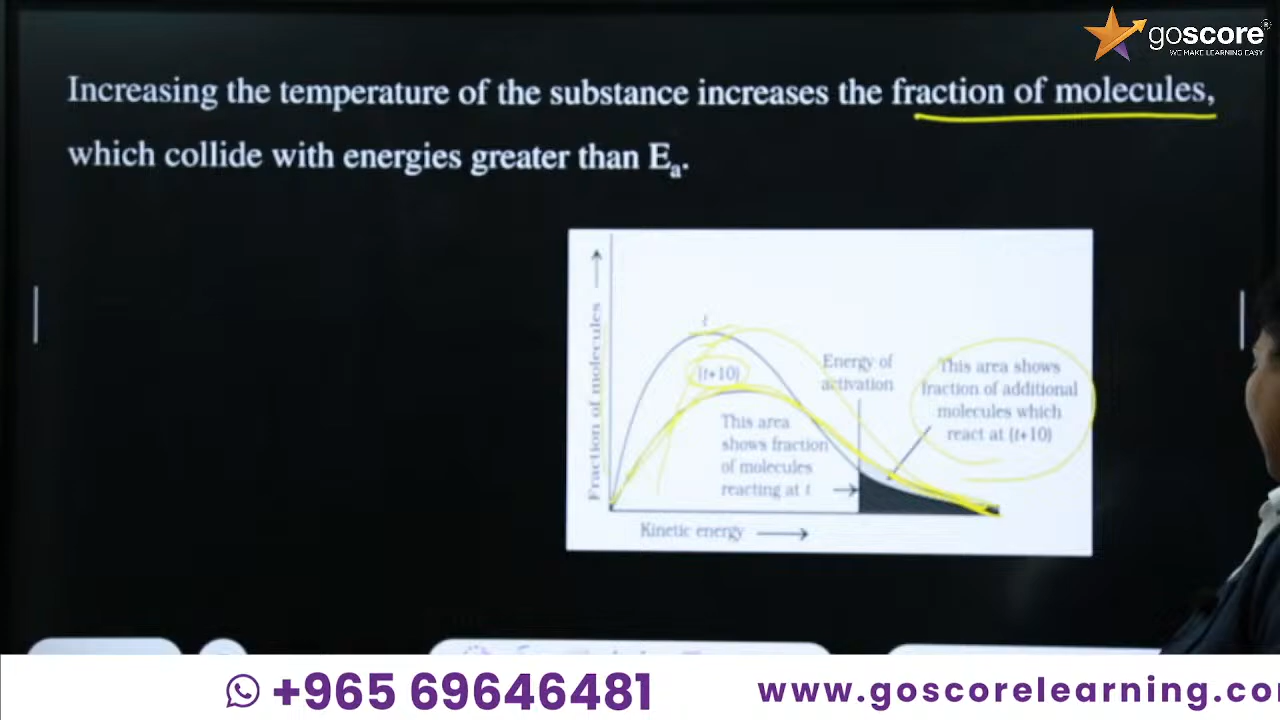 goscore
WE MAKE LEARNING EASY
Increasing the temperature of the substance increases the fraction of molecules,
which collide with energies greater than Ea.
Fraction of molecules
t
(t+10)
Energy of
activation
This area shows
fraction of additional
molecules which
react at (t+10)
This area
shows fraction
of molecules
reacting at t
Kinetic energy
+965 69646481
www.goscorelearning.co